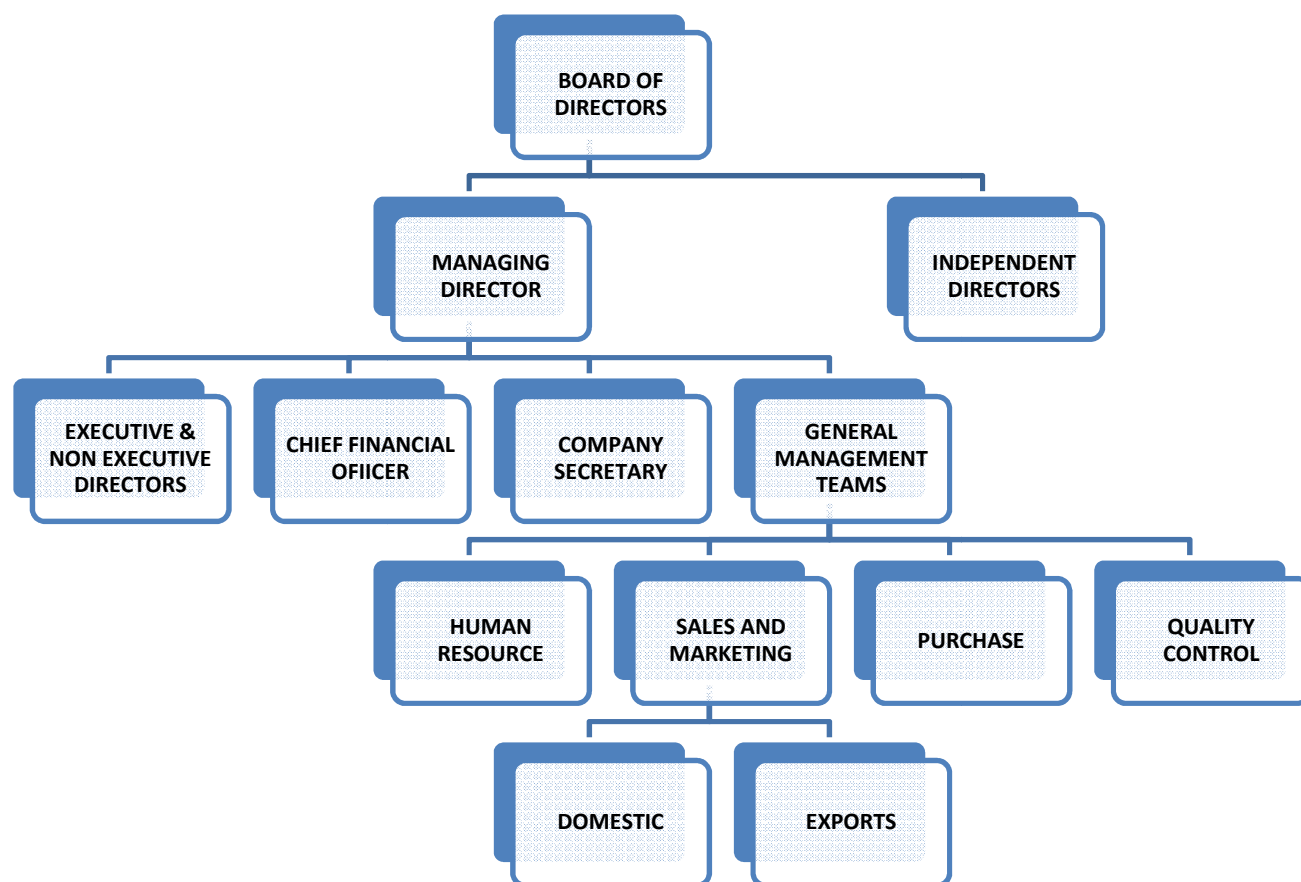 BOARD OF
DIRECTORS
MANAGING
DIRECTOR
INDEPENDENT
DIRECTORS
EXECUTIVE &
NON EXECUTIVE
DIRECTORS
CHIEF FINANCIAL
OFIICER
COMPANY
SECRETARY
GENERAL
MANAGEMENT
TEAMS
HUMAN
RESOURCE
SALES AND
MARKETING
PURCHASE
QUALITY
CONTROL
DOMESTIC
EXPORTS